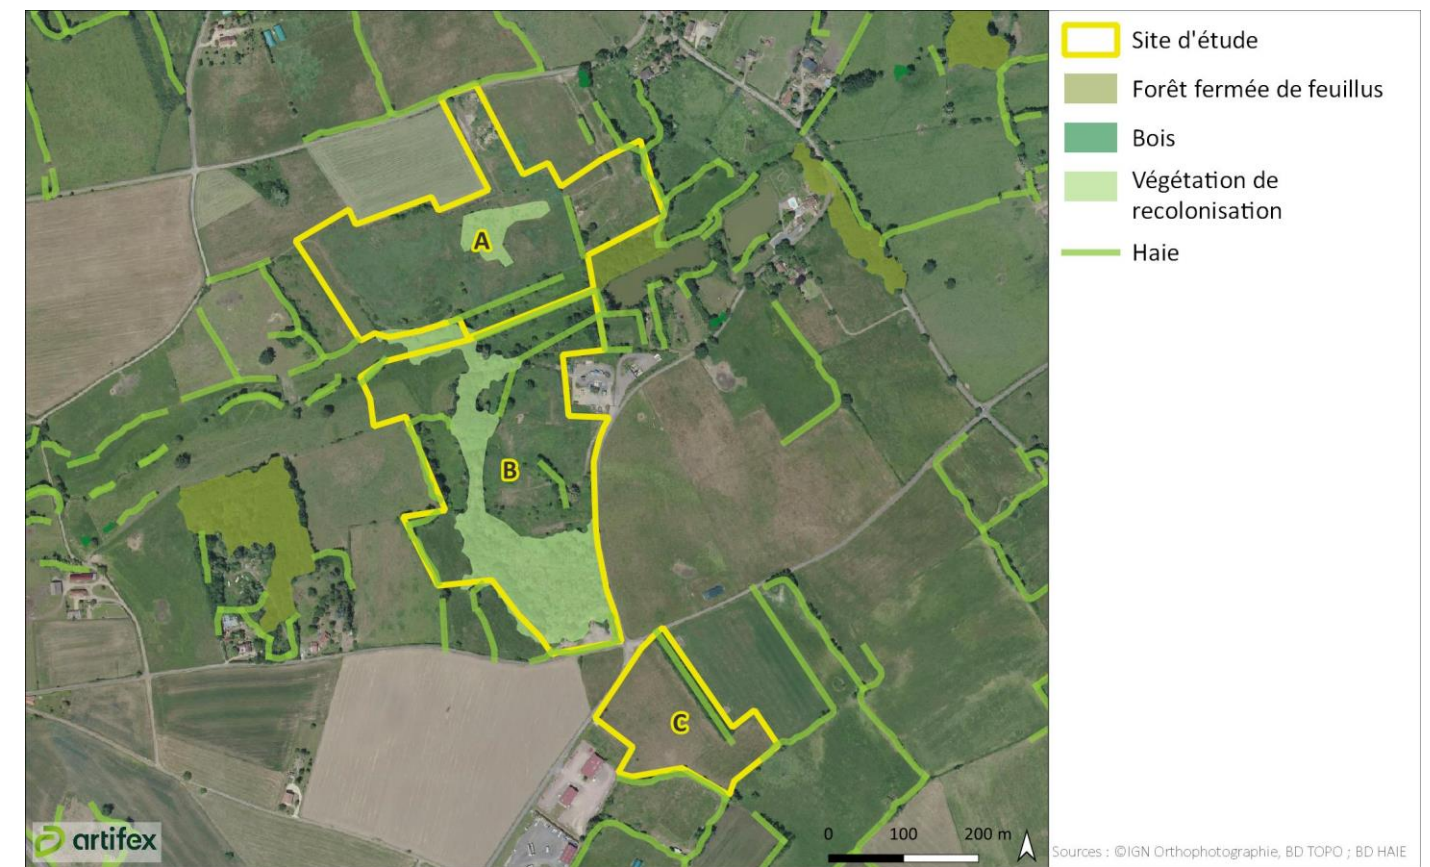 Site d'étude
Forêt fermée de feuillus
Bois
Végétation de
recolonisation
Haie
A
B
C
artifex
0 100 200 m
Sources : ©IGN Orthophotographie, BD TOPO ; BD HAIE